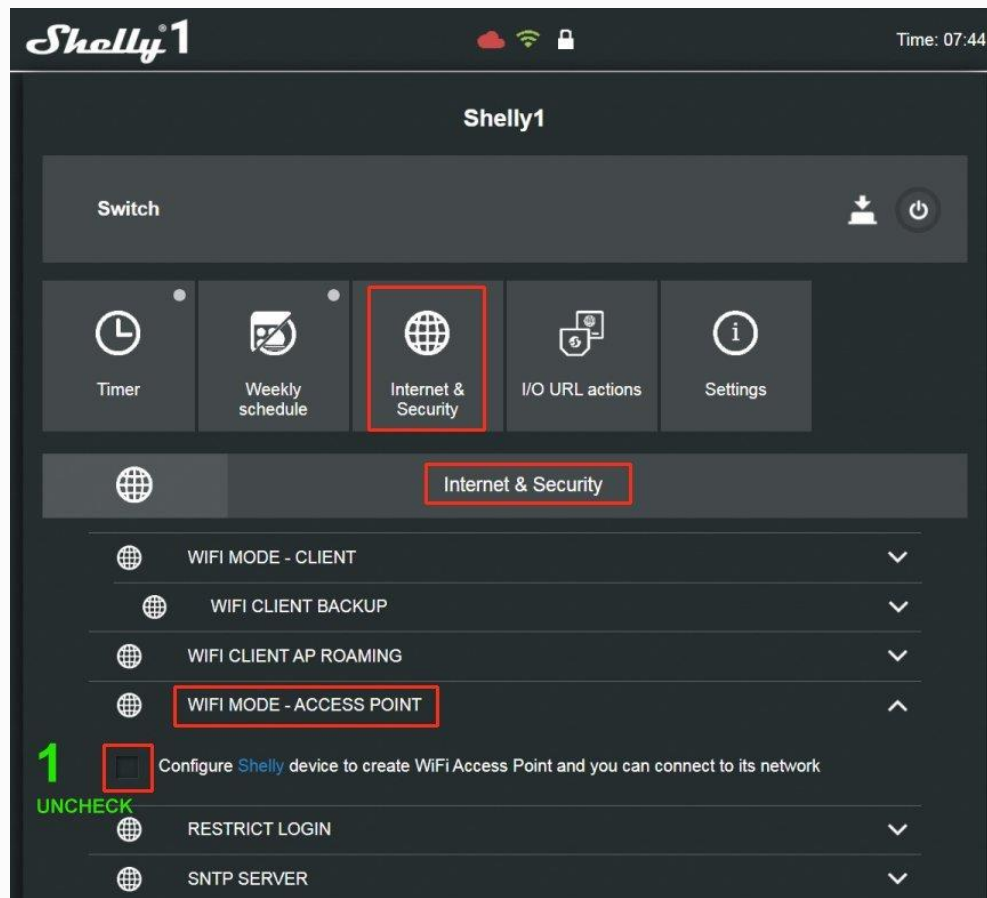 Shelly®1
Time: 07:44
Shelly1
Switch
Timer
Weekly
schedule
Internet &
Security
I/O URL actions
Settings
Internet & Security
WIFI MODE - CLIENT
WIFI CLIENT BACKUP
WIFI CLIENT AP ROAMING
WIFI MODE - ACCESS POINT
1
Configure Shelly device to create WiFi Access Point and you can connect to its network
UNCHECK
RESTRICT LOGIN
SNTP SERVER